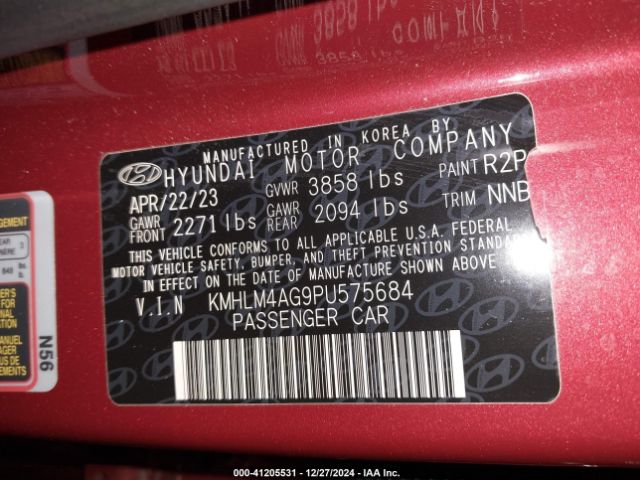 MANUFACTURED IN KOREA BY
HYUNDAI MOTOR COMPANY
APR/22/23 GVWR 3858 lbs PAINT R2P
GAWR FRONT 2271 lbs GAWR REAR 2094 lbs TRIM NNB
THIS VEHICLE CONFORMS TO ALL APPLICABLE U.S.A. FEDERAL
MOTOR VEHICLE SAFETY, BUMPER, AND THEFT PREVENTION STANDA
IN EFFECT ON THE DATE OF MANUFACTURE SHOWN ABOVE.
V.I.N KMHLM4AG9PU575684
PASSENGER CAR
N56
000-41205531 - 12/27/2024 - IAA Inc.